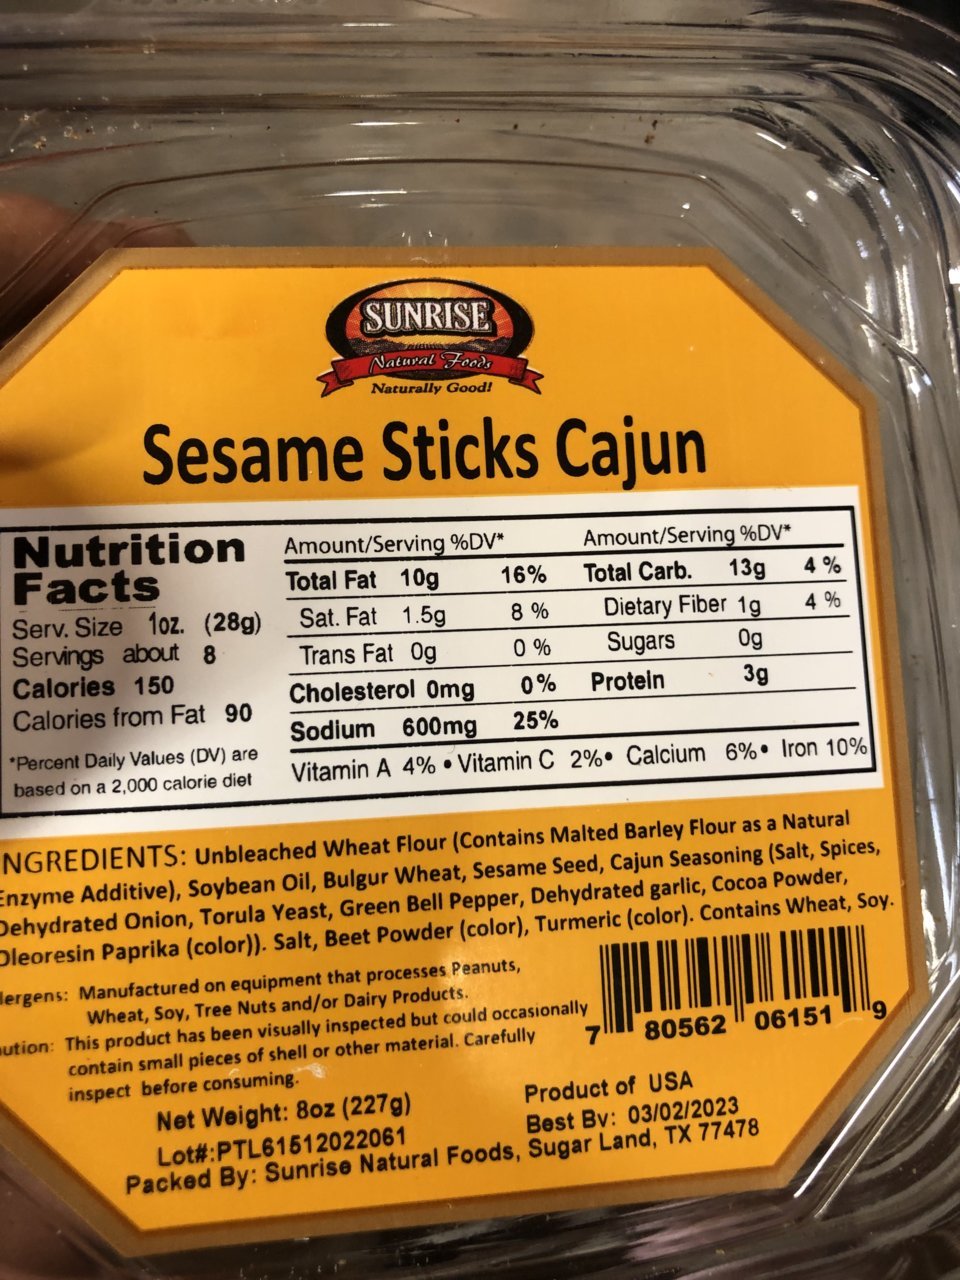 SUNRISE
Natural Foods
Naturally Good!
Sesame Sticks Cajun
Nutrition
Facts
Serv. Size 1oz. (28g)
Servings about 8
Calories 150
Calories from Fat 90
*Percent Daily Values (DV) are
based on a 2,000 calorie diet
Amount/Serving %DV*
Total Fat 10g 16%
Sat. Fat 1.5g 8 %
Trans Fat 0g 0 %
Cholesterol 0mg 0%
Sodium 600mg 25%
Amount/Serving %DV*
Total Carb. 13g 4 %
Dietary Fiber 1g 4 %
Sugars 0g
Protein 3g
Vitamin A 4% • Vitamin C 2% • Calcium 6% • Iron 10%
NGREDIENTS: Unbleached Wheat Flour (Contains Malted Barley Flour as a Natural
Enzyme Additive), Soybean Oil, Bulgur Wheat, Sesame Seed, Cajun Seasoning (Salt, Spices,
Dehydrated Onion, Torula Yeast, Green Bell Pepper, Dehydrated garlic, Cocoa Powder,
Oleoresin Paprika (color)). Salt, Beet Powder (color), Turmeric (color). Contains Wheat, Soy.
lergens: Manufactured on equipment that processes Peanuts,
Wheat, Soy, Tree Nuts and/or Dairy Products.
ution: This product has been visually inspected but could occasionally
contain small pieces of shell or other material. Carefully
inspect before consuming.
7 80562 06151 9
Net Weight: 8oz (227g)
Lot#:PTL61512022061
Product of USA
Best By: 03/02/2023
Packed By: Sunrise Natural Foods, Sugar Land, TX 77478